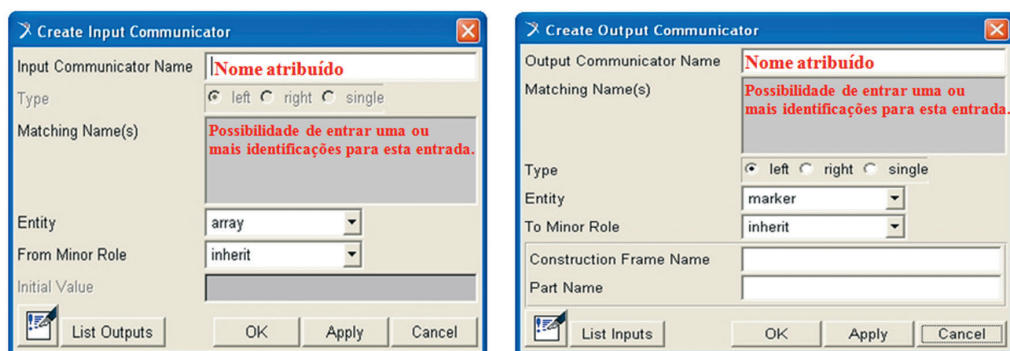 Create Input Communicator
Input Communicator Name
Nome atribuído
Type
left right single
Matching Name(s)
Possibilidade de entrar uma ou
mais identificações para esta entrada.
Entity
array
From Minor Role
inherit
Initial Value
List Outputs
OK
Apply
Cancel
Create Output Communicator
Output Communicator Name
Nome atribuído
Matching Name(s)
Possibilidade de entrar uma ou
mais identificações para esta entrada.
Type
left right single
Entity
marker
To Minor Role
inherit
Construction Frame Name
Part Name
List Inputs
OK
Apply
Cancel